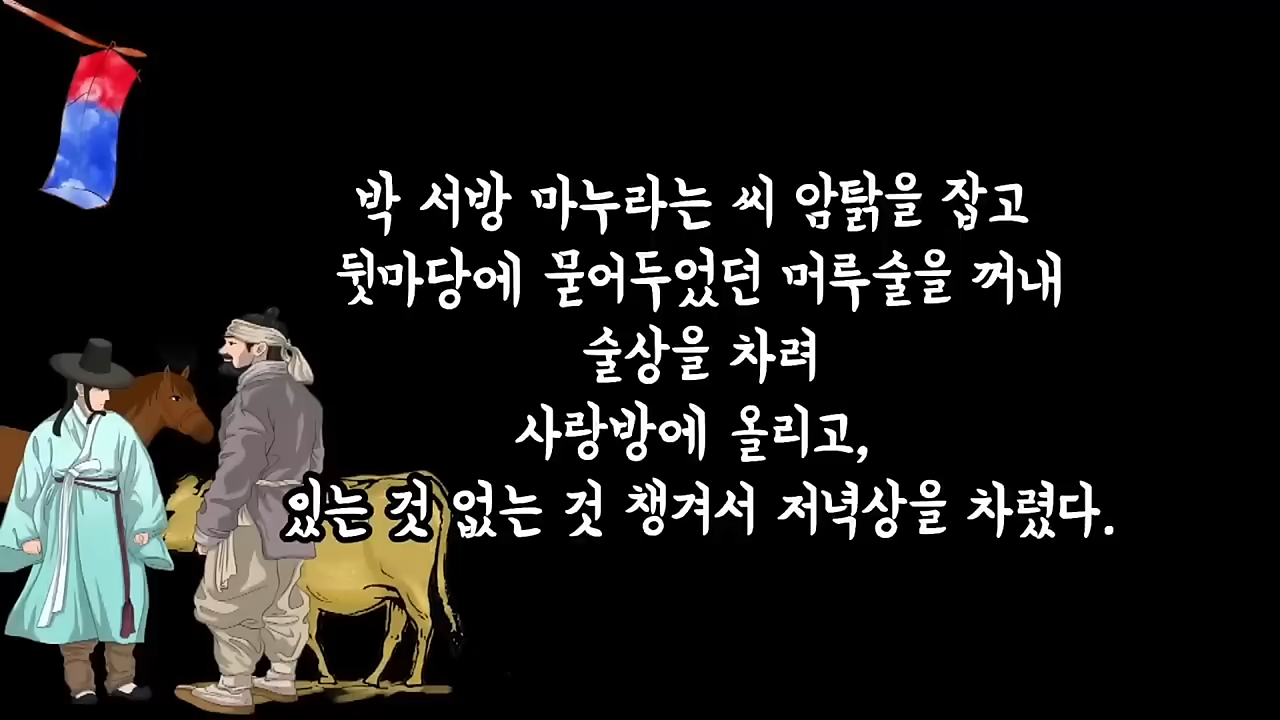 박 서방 마누라는 씨 암탉을 잡고
뒷마당에 묻어두었던 머루술을 꺼내
술상을 차려
사랑방에 올리고,
있는 것 없는 것 챙겨서 저녁상을 차렸다.